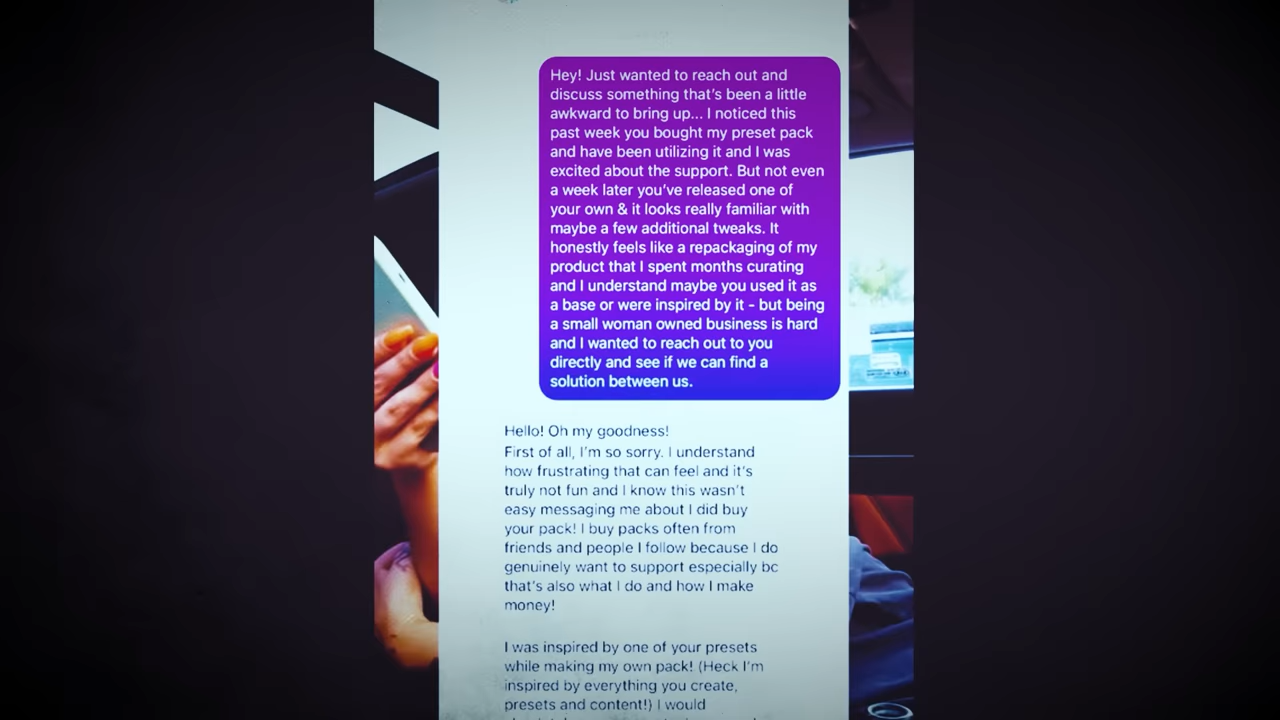 Hey! Just wanted to reach out and
discuss something that's been a little
awkward to bring up... I noticed this
past week you bought my preset pack
and have been utilizing it and I was
excited about the support. But not even
a week later you've released one of
your own & it looks really familiar with
maybe a few additional tweaks. It
honestly feels like a repackaging of my
product that I spent months curating
and I understand maybe you used it as
a base or were inspired by it - but being
a small woman owned business is hard
and I wanted to reach out to you
directly and see if we can find a
solution between us.
Hello! Oh my goodness!
First of all, I'm so sorry. I understand
how frustrating that can feel and it's
truly not fun and I know this wasn't
easy messaging me about I did buy
your pack! I buy packs often from
friends and people I follow because I do
genuinely want to support especially bc
that's also what I do and how I make
money!
I was inspired by one of your presets
while making my own pack! (Heck I'm
inspired by everything you create,
presets and content!) I would